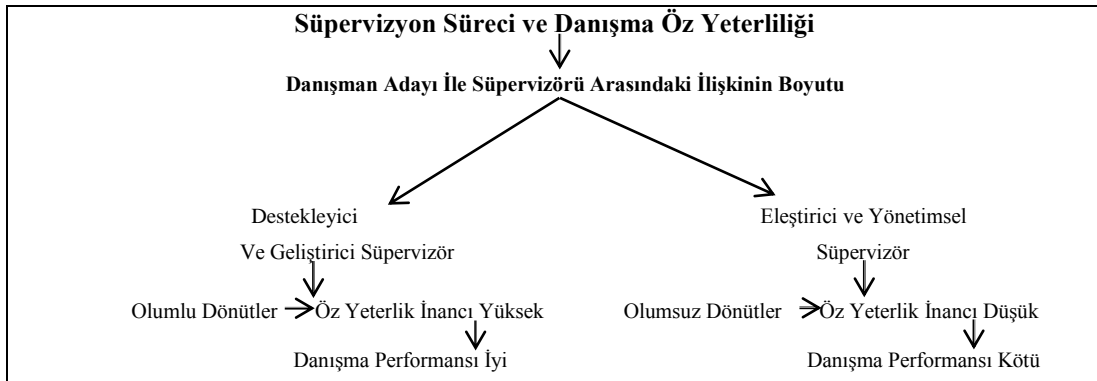 Süpervizyon Süreci ve Danışma Öz Yeterliliği
Danışman Adayı İle Süpervizörü Arasındaki İlişkinin Boyutu
Destekleyici
Ve Geliştirici Süpervizör
Olumlu Dönütler
Öz Yeterlik İnancı Yüksek
Danışma Performansı İyi
Eleştirici ve Yönetimsel
Süpervizör
Olumsuz Dönütler
Öz Yeterlik İnancı Düşük
Danışma Performansı Kötü